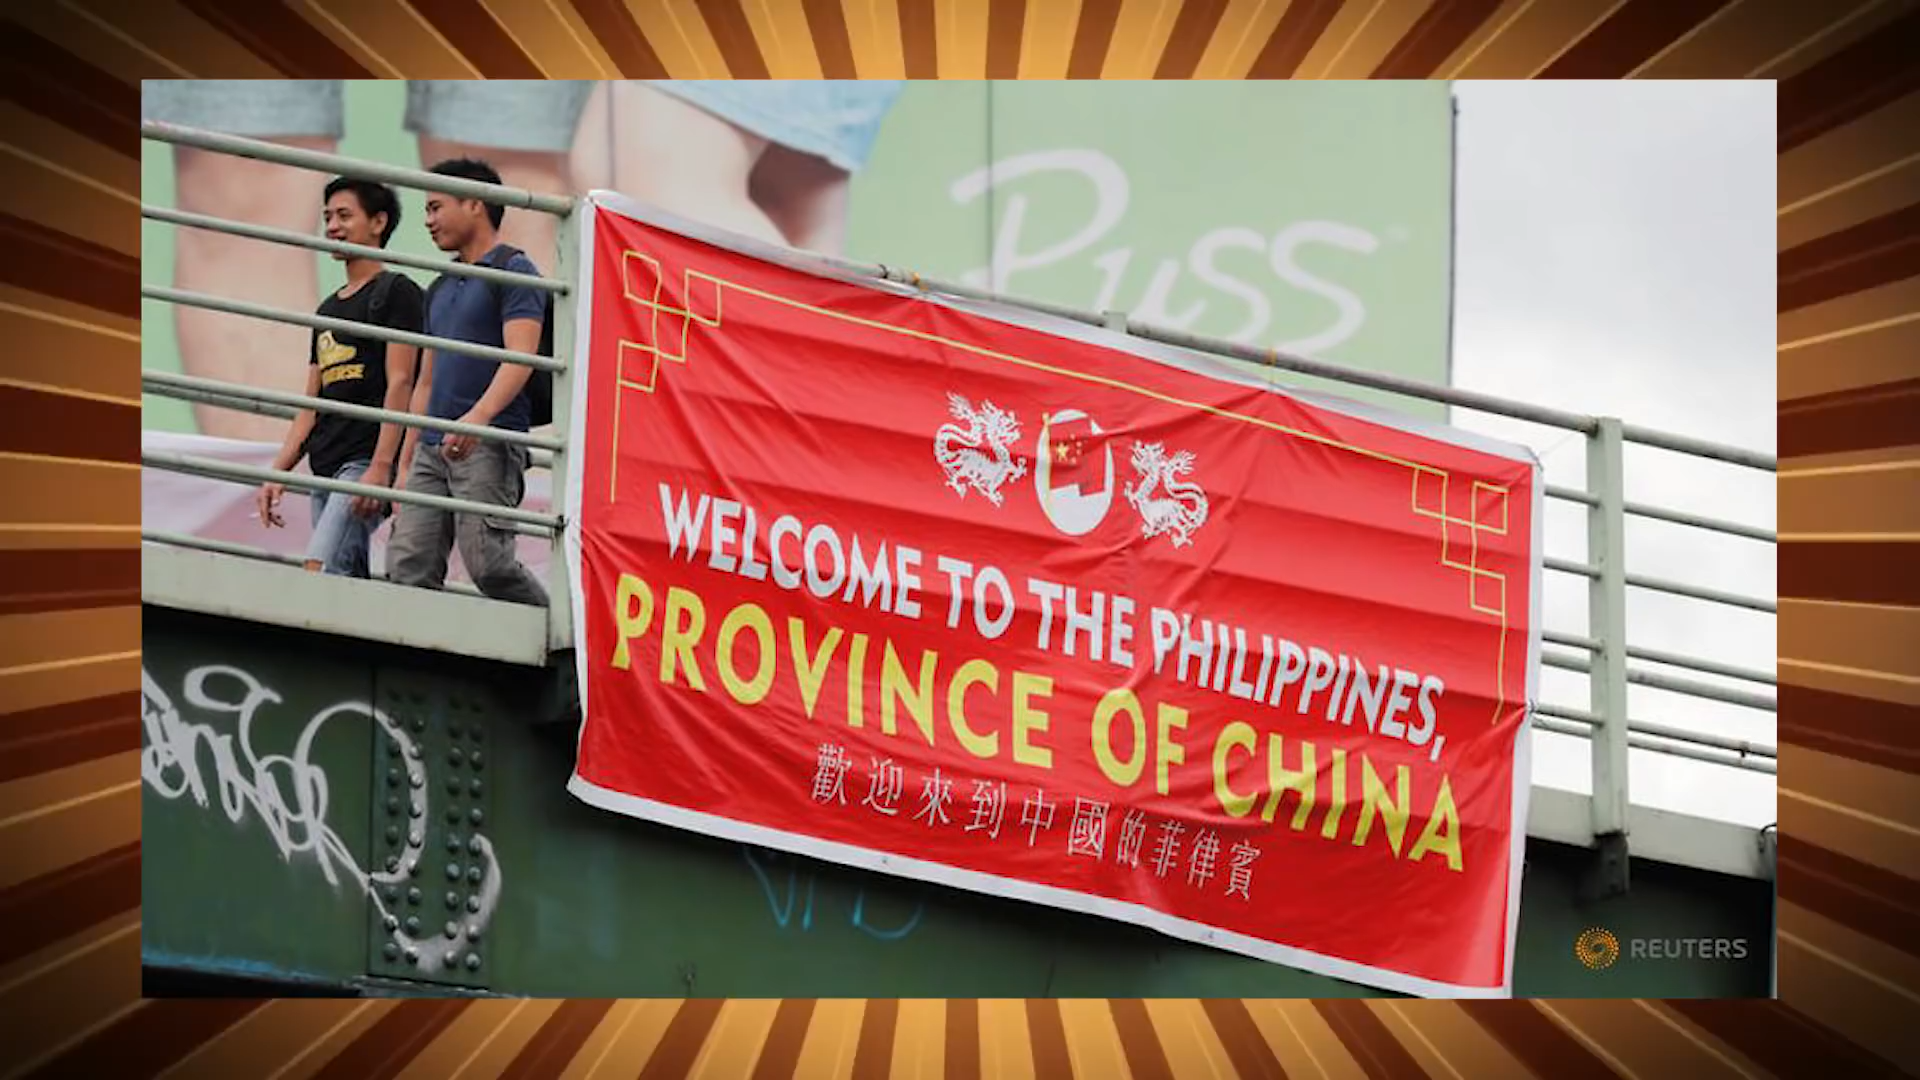 Puss
WELCOME TO THE PHILIPPINES,
PROVINCE OF CHINA
歡迎來到中國的菲律賓
REUTERS